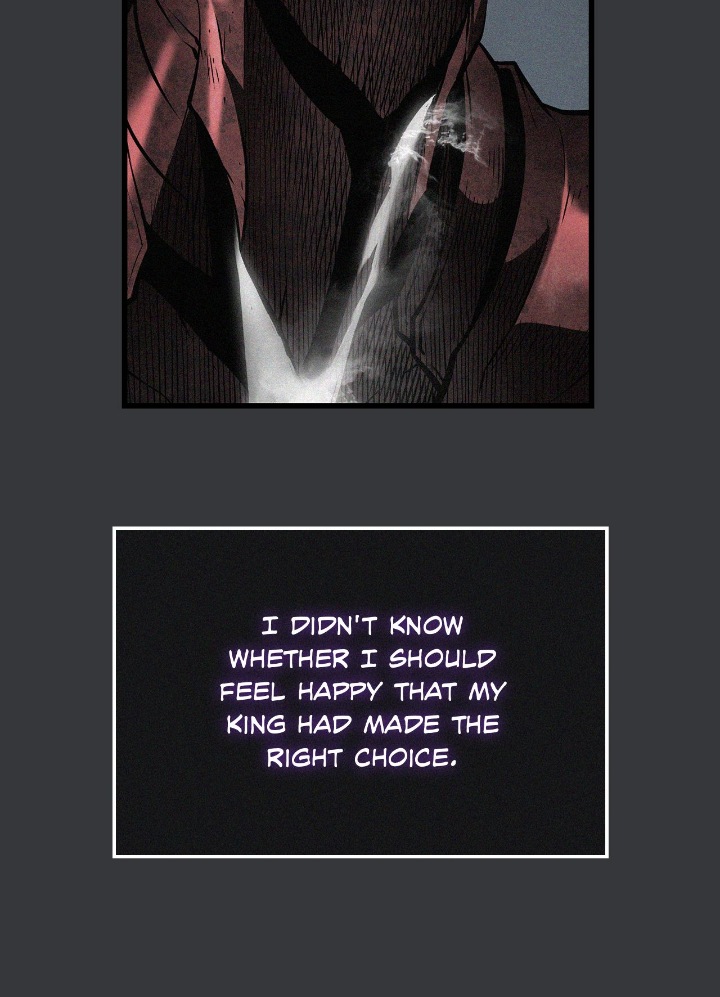 I DIDN'T KNOW
WHETHER I SHOULD
FEEL HAPPY THAT MY
KING HAD MADE THE
RIGHT CHOICE.